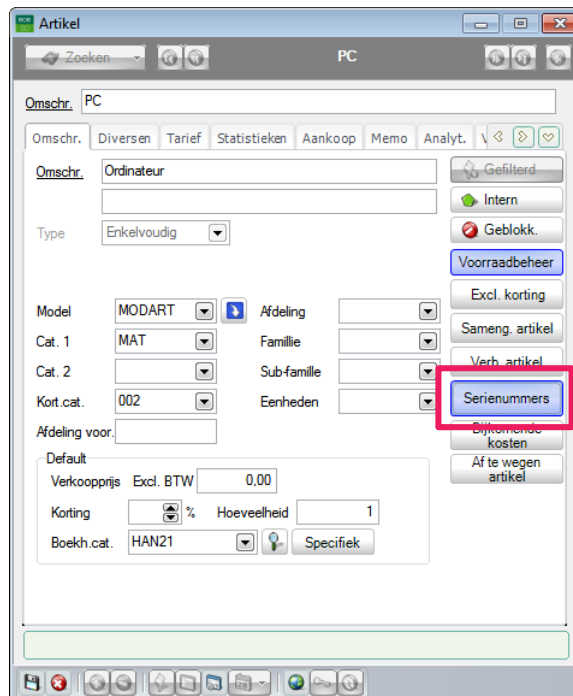 Artikel
Zoeken
PC
Omschr. PC
Omschr. Diversen Tarief Statistieken Aankoop Memo Analyt.
Omschr. Ordinateur
Gefilterd
Intern
Type Enkelvoudig
Geblokk.
Voorraadbeheer
Excl. korting
Model MODART Afdeling
Sameng. artikel
Cat. 1 MAT Famillie
Verb. artikel
Cat. 2 Sub-famille
Serienummers
Kort.cat. 002 Eenheden
Afdeling voor.
Bijkomende
kosten
Default
Af te wegen
artikel
Verkoopprijs Excl. BTW 0,00
Korting % Hoeveelheid 1
Boekh.cat. HAN21 Specifiek